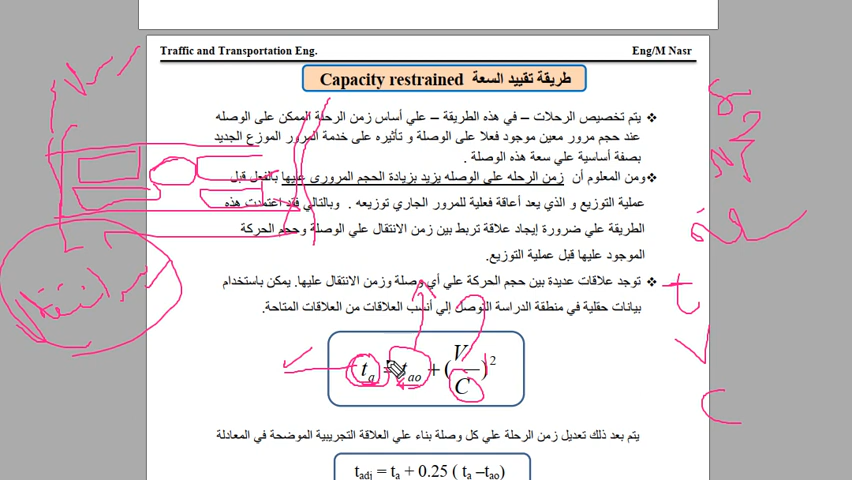 Traffic and Transportation Eng. Eng/M Nasr
طريقة تقييد السعة Capacity restrained
يتم تخصيص الرحلات – في هذه الطريقة – علي أساس زمن الرحلة الممكن على الوصله
عند حجم مرور معين موجود فعلا على الوصلة و تأثيره على خدمة المرور الموزع الجديد
بصفة أساسية علي سعة هذه الوصلة .
ومن المعلوم أن زمن الرحله علي الوصله يزيد بزيادة الحجم المروري عليها بالفعل قبل
عملية التوزيع و الذي يعد أعاقة فعلية للمرور الجاري توزيعه . وبالتالي فقد اعتمدت هذه
الطريقة علي ضرورة إيجاد علاقة تربط بين زمن الانتقال علي الوصلة وحجم الحركة
الموجود عليها قبل عملية التوزيع.
توجد علاقات عديدة بين حجم الحركة علي أي وصلة وزمن الانتقال عليها. يمكن باستخدام
بيانات حقلية في منطقة الدراسة التوصل إلي أنسب العلاقات من العلاقات المتاحة.
t_a = t_ao + (V/C)^2
يتم بعد ذلك تعديل زمن الرحلة علي كل وصلة بناء علي العلاقة التجريبية الموضحة في المعادلة
t_adj = t_a + 0.25 ( t_a –t_ao)
t
V
C